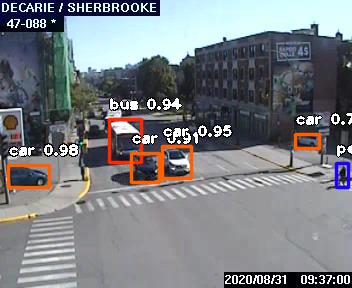 DECARIE / SHERBROOKE
47-088 *
bus 0.94
car 0.91
car 0.95
car 0.7
car 0.98
pe
2020/08/31 09:37:00